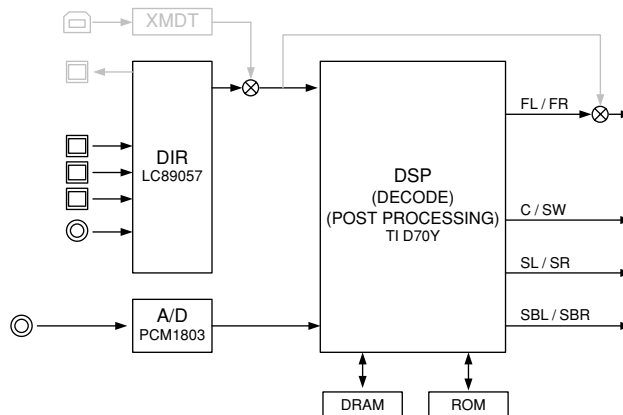 XMDT
DIR
LC89057
DSP
(DECODE)
(POST PROCESSING)
TI D70Y
FL / FR
C / SW
SL / SR
SBL / SBR
A/D
PCM1803
DRAM
ROM